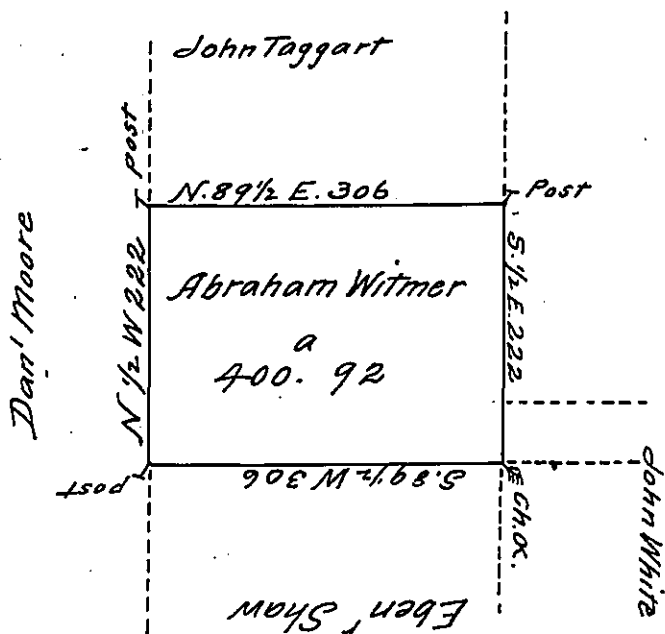 John Taggart
Post
N.89½ E. 306
Post
Dan' Moore
N ½ W 222
Abraham Witmer
a
400. 92
S.½ E. 222
post
S.89½ W 306
Ch.OK.
John White
Eben' Shaw